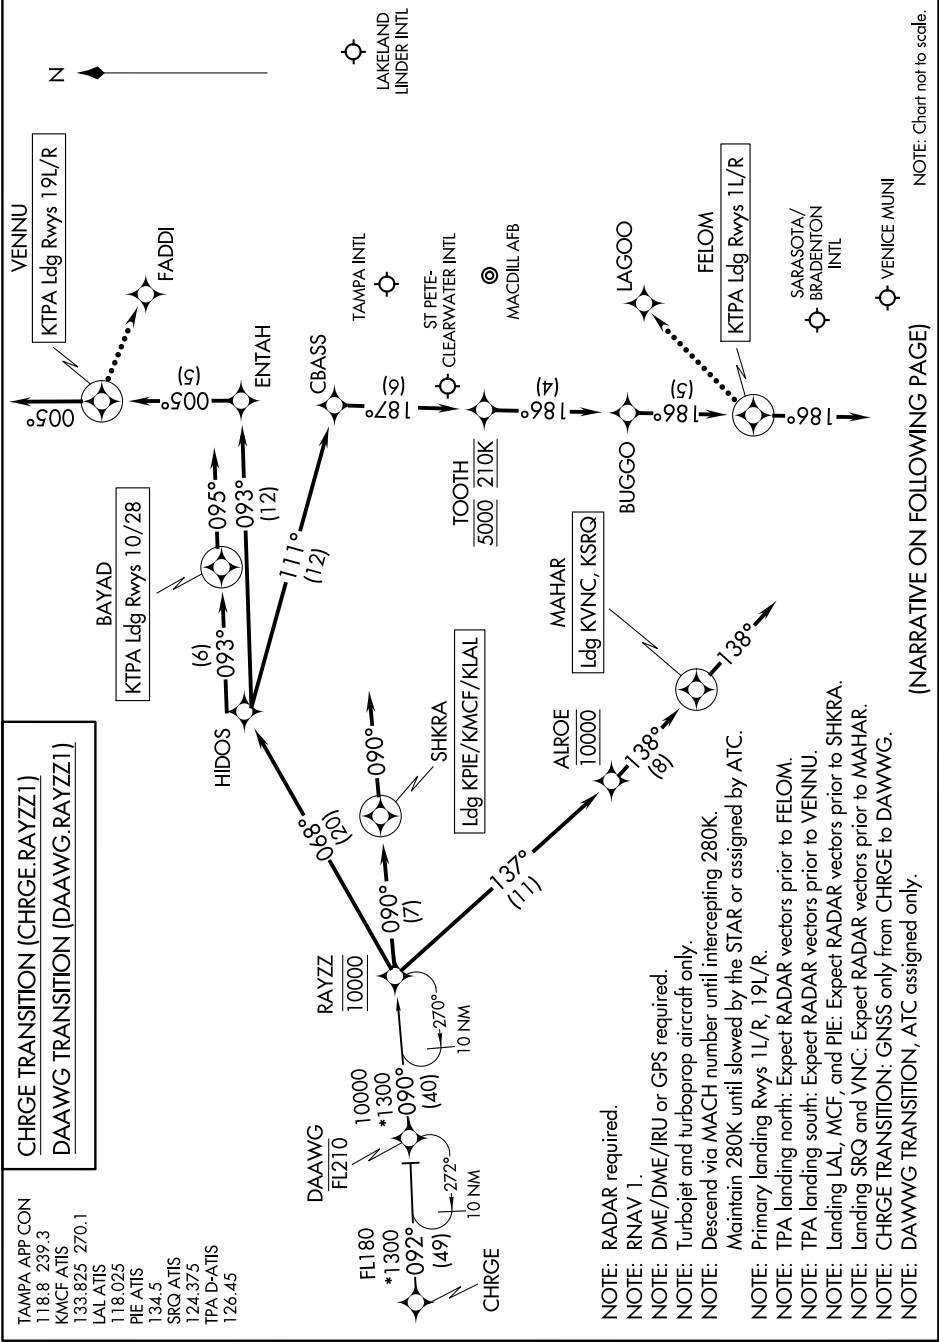 CHRGE TRANSITION (CHRGE.RAYZZ1)
DAAWG TRANSITION (DAAWG.RAYZZ1)
TAMPA APP CON
118.8 239.3
KMCF ATIS
133.825 270.1
LAL ATIS
118.025
PIE ATIS
134.5
SRQ ATIS
124.375
TPA D-ATIS
126.45
N
LAKELAND
LINDER INTL
VENNU
KTPA Ldg Rwys 19L/R
FADDI
005°
005°
(5)
ENTAH
BAYAD
KTPA Ldg Rwys 10/28
095°
093°
(12)
(6)
093°
HIDOS
111°
(12)
CBASS
TAMPA INTL
ST PETE-
CLEARWATER INTL
MACDILL AFB
187°
(6)
TOOTH
5000 210K
186°
(4)
BUGGO
186°
(5)
LAGOO
FELOM
KTPA Ldg Rwys 1L/R
186°
SARASOTA/
BRADENTON
INTL
VENICE MUNI
068°
(20)
090°
SHKRA
Ldg KPIE/KMCF/KLAL
090°
(7)
RAYZZ
10000
137°
(11)
ALROE
10000
138°
(8)
MAHAR
Ldg KVNC, KSRQ
138°
270°
10 NM
10000
*1300
090°
(40)
DAAWG
FL210
272°
10 NM
FL180
*1300
092°
(49)
CHRGE
NOTE: RADAR required.
NOTE: RNAV 1.
NOTE: DME/DME/IRU or GPS required.
NOTE: Turbojet and turboprop aircraft only.
NOTE: Descend via MACH number until intercepting 280K.
Maintain 280K until slowed by the STAR or assigned by ATC.
NOTE: Primary landing Rwys 1L/R, 19L/R.
NOTE: TPA landing north: Expect RADAR vectors prior to FELOM.
NOTE: TPA landing south: Expect RADAR vectors prior to VENNU.
NOTE: Landing LAL, MCF, and PIE: Expect RADAR vectors prior to SHKRA.
NOTE: Landing SRQ and VNC: Expect RADAR vectors prior to MAHAR.
NOTE: CHRGE TRANSITION: GNSS only from CHRGE to DAWWG.
NOTE: DAWWG TRANSITION, ATC assigned only.
(NARRATIVE ON FOLLOWING PAGE)
NOTE: Chart not to scale.